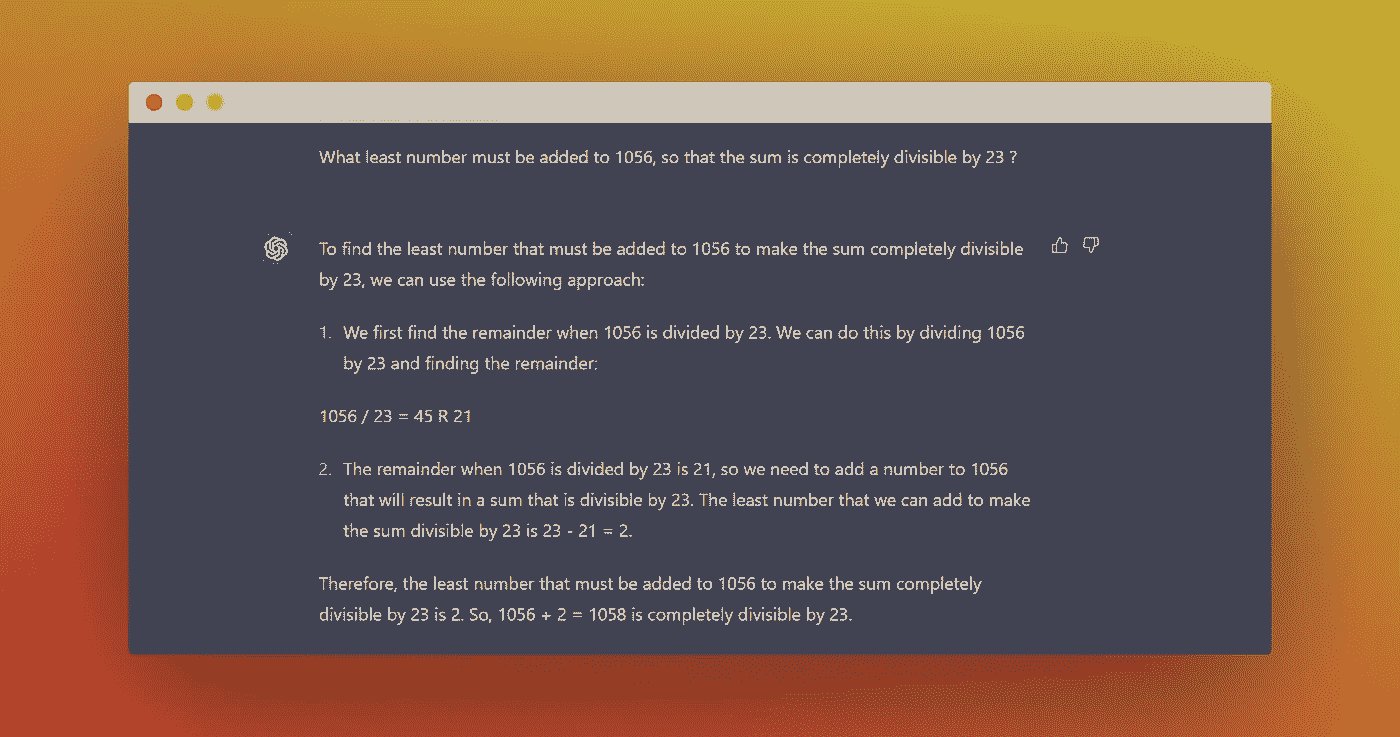 What least number must be added to 1056, so that the sum is completely divisible by 23 ?
To find the least number that must be added to 1056 to make the sum completely divisible
by 23, we can use the following approach:
1. We first find the remainder when 1056 is divided by 23. We can do this by dividing 1056
by 23 and finding the remainder:
1056 / 23 = 45 R 21
2. The remainder when 1056 is divided by 23 is 21, so we need to add a number to 1056
that will result in a sum that is divisible by 23. The least number that we can add to make
the sum divisible by 23 is 23 - 21 = 2.
Therefore, the least number that must be added to 1056 to make the sum completely
divisible by 23 is 2. So, 1056 + 2 = 1058 is completely divisible by 23.